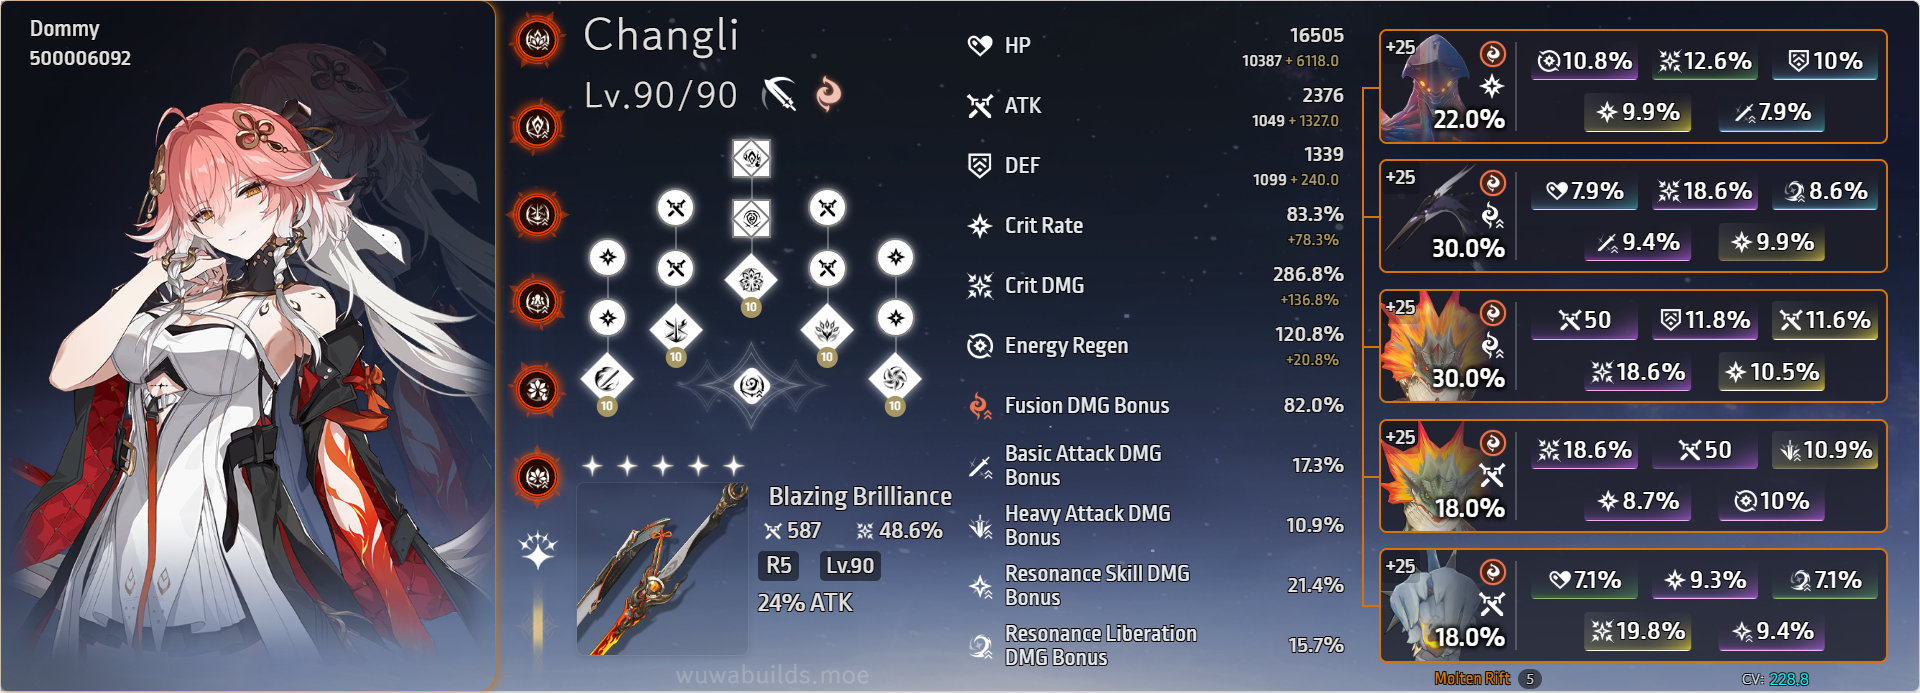 Dommy
500006092
Changli
Lv.90/90
10
10
10
10
10
Blazing Brilliance
587
48.6%
R5
Lv.90
24% ATK
wuwabuilds.moe
HP
16505
10387 + 6118.0
ATK
2376
1049 + 1327.0
DEF
1339
1099 + 240.0
Crit Rate
83.3%
+78.3%
Crit DMG
286.8%
+136.8%
Energy Regen
120.8%
+20.8%
Fusion DMG Bonus
82.0%
Basic Attack DMG
Bonus
17.3%
Heavy Attack DMG
Bonus
10.9%
Resonance Skill DMG
Bonus
21.4%
Resonance Liberation
DMG Bonus
15.7%
+25
22.0%
10.8% 12.6% 10%
9.9% 7.9%
+25
30.0%
7.9% 18.6% 8.6%
9.4% 9.9%
+25
30.0%
50 11.8% 11.6%
18.6% 10.5%
+25
18.0%
18.6% 50 10.9%
8.7% 10%
+25
18.0%
7.1% 9.3% 7.1%
19.8% 9.4%
Molten Rift 5
CV: 228.8